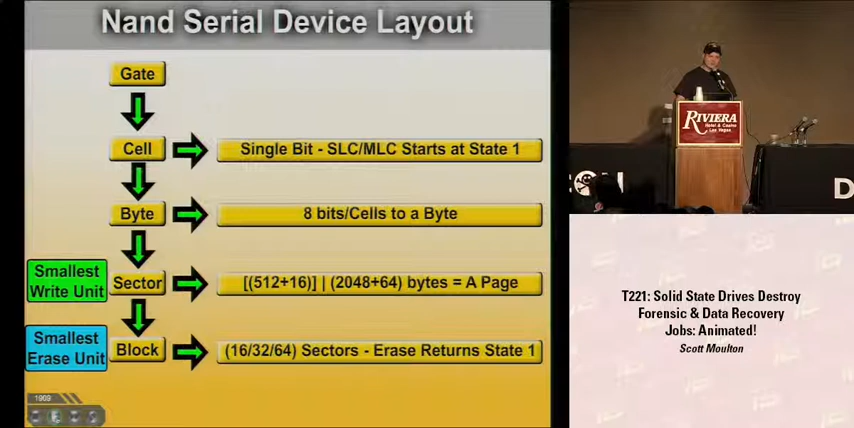 Nand Serial Device Layout
Gate
Cell
Single Bit - SLC/MLC Starts at State 1
Byte
8 bits/Cells to a Byte
Smallest
Write Unit
Sector
[(512+16)] | (2048+64) bytes = A Page
Smallest
Erase Unit
Block
(16/32/64) Sectors - Erase Returns State 1
1969
RIVIERA
Hotel & Casino
Las Vegas
CON
D
T221: Solid State Drives Destroy
Forensic & Data Recovery
Jobs: Animated!
Scott Moulton